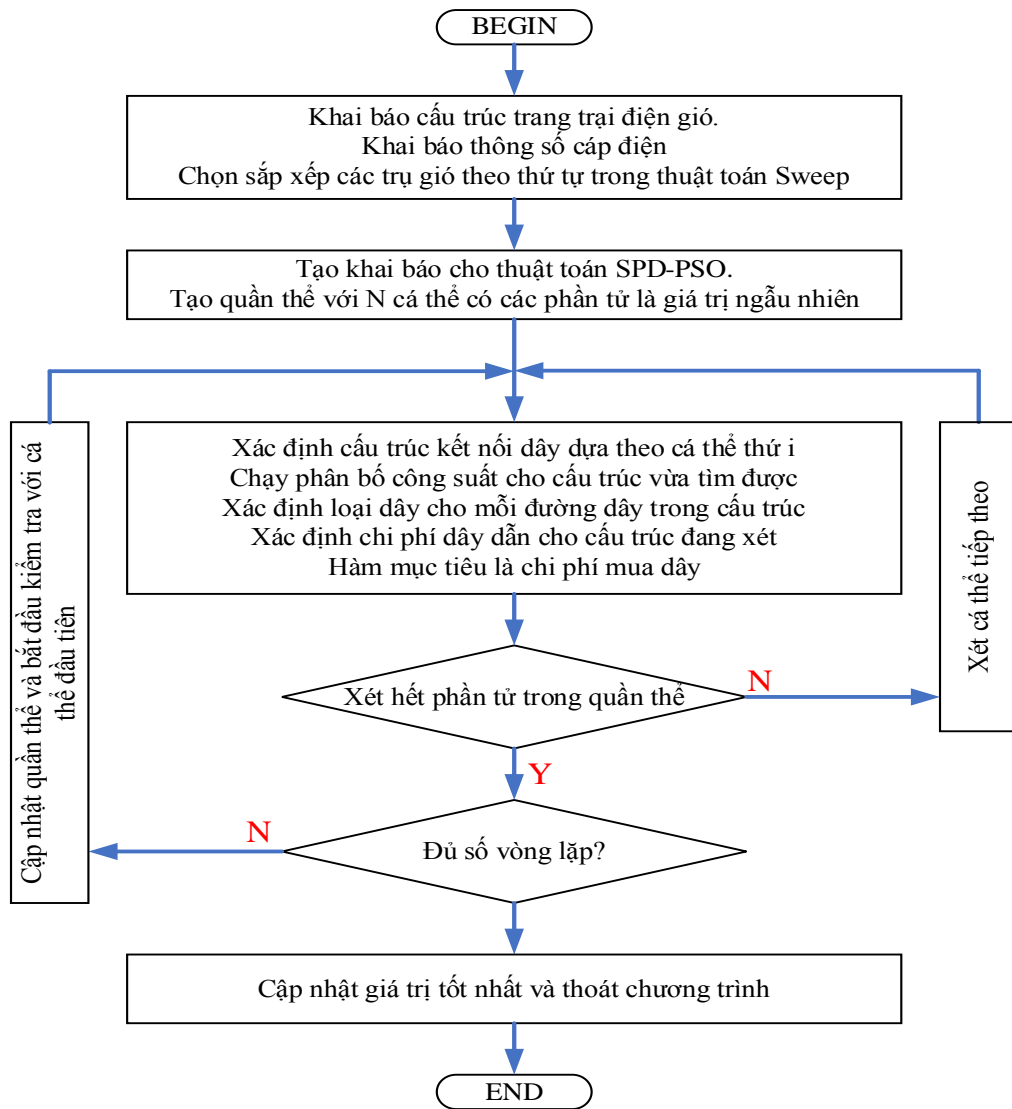 BEGIN
Khai báo cấu trúc trang trại điện gió.
Khai báo thông số cáp điện
Chọn sắp xếp các trụ gió theo thứ tự trong thuật toán Sweep
Tạo khai báo cho thuật toán SPD-PSO.
Tạo quần thể với N cá thể có các phần tử là giá trị ngẫu nhiên
Xác định cấu trúc kết nối dây dựa theo cá thể thứ i
Chạy phân bố công suất cho cấu trúc vừa tìm được
Xác định loại dây cho mỗi đường dây trong cấu trúc
Xác định chi phí dây dẫn cho cấu trúc đang xét
Hàm mục tiêu là chi phí mua dây
Cập nhật quần thể và bắt đầu kiểm tra với cá
thể đầu tiên
Xét cá thể tiếp theo
Xét hết phần tử trong quần thể
N
Y
N
Đủ số vòng lặp?
Cập nhật giá trị tốt nhất và thoát chương trình
END